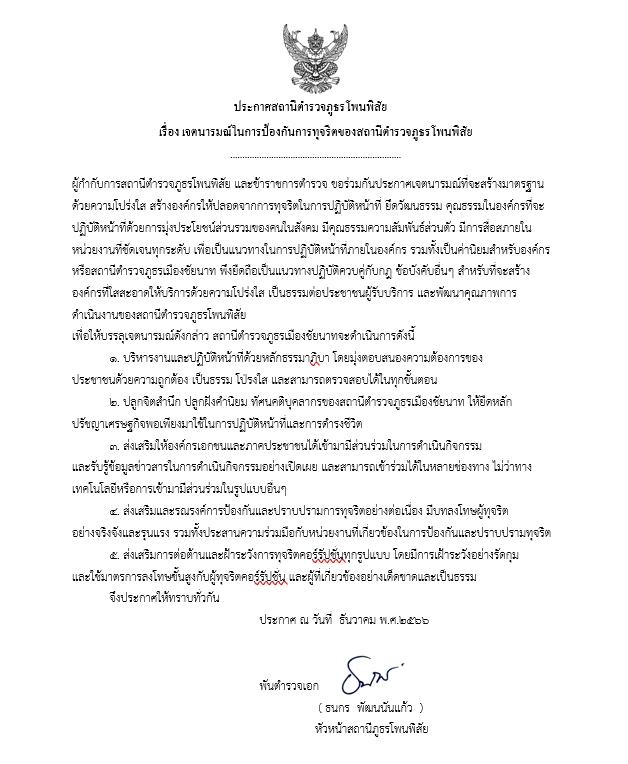 ประกาศสถานีตำรวจภูธรโพนพิสัย
เรื่อง เจตนารมณ์ในการป้องกันการทุจริตของสถานีตำรวจภูธรโพนพิสัย
ผู้กำกับการสถานีตำรวจภูธรโพนพิสัย และข้าราชการตำรวจ ขอร่วมกันประกาศเจตนารมณ์ที่จะสร้างมาตรฐาน
ด้วยความโปร่งใส สร้างองค์กรให้ปลอดจากการทุจริตในการปฏิบัติหน้าที่ ยึดวัฒนธรรม คุณธรรมในองค์กรที่จะ
ปฏิบัติหน้าที่ด้วยการมุ่งประโยชน์ส่วนรวมของคนในสังคม มีคุณธรรมความสัมพันธ์ส่วนตัว มีการสื่อสภายใน
หน่วยงานที่ชัดเจนทุกระดับ เพื่อเป็นแนวทางในการปฏิบัติหน้าที่ภายในองค์กร รวมทั้งเป็นค่านิยมสำหรับองค์กร
หรือสถานีตำรวจภูธรเมืองชัยนาท พึงยึดถือเป็นแนวทางปฏิบัติควบคู่กับกฎ ข้อบังคับอื่นๆ สำหรับที่จะสร้าง
องค์กรที่ใสสะอาดให้บริการด้วยความโปร่งใส เป็นธรรมต่อประชาชนผู้รับบริการ และพัฒนาคุณภาพการ
ดำเนินงานของสถานีตำรวจภูธรโพนพิสัย
เพื่อให้บรรลุเจตนารมณ์ดังกล่าว สถานีตำรวจภูธรเมืองชัยนาทจะดำเนินการดังนี้
๑. บริหารงานและปฏิบัติหน้าที่ด้วยหลักธรรมาภิบา โดยมุ่งตอบสนองความต้องการของ
ประชาชนด้วยความถูกต้อง เป็นธรรม โปร่งใส และสามารถตรวจสอบได้ในทุกขั้นตอน
๒. ปลูกจิตสำนึก ปลูกฝังค่านิยม ทัศนคติบุคลากรของสถานีตำรวจภูธรเมืองชัยนาท ให้ยึดหลัก
ปรัชญาเศรษฐกิจพอเพียงมาใช้ในการปฏิบัติหน้าที่และการดำรงชีวิต
๓. ส่งเสริมให้องค์กรเอกชนและภาคประชาชนได้เข้ามามีส่วนร่วมในการดำเนินกิจกรรม
และรับรู้ข้อมูลข่าวสารในการดำเนินกิจกรรมอย่างเปิดเผย และสามารถเข้าร่วมได้ในหลายช่องทาง ไม่ว่าทาง
เทคโนโลยีหรือการเข้ามามีส่วนร่วมในรูปแบบอื่นๆ
๔. ส่งเสริมและรณรงค์การป้องกันและปราบปรามการทุจริตอย่างต่อเนื่อง มีบทลงโทษผู้ทุจริต
อย่างจริงจังและรุนแรง รวมทั้งประสานความร่วมมือกับหน่วยงานที่เกี่ยวข้องในการป้องกันและปราบปรามทุจริต
๕. ส่งเสริมการต่อต้านและเฝ้าระวังการทุจริตคอร์รัปชันทุกรูปแบบ โดยมีการเฝ้าระวังอย่างรัดกุม
และใช้มาตรการลงโทษขั้นสูงกับผู้ทุจริตคอร์รัปชัน และผู้ที่เกี่ยวข้องอย่างเด็ดขาดและเป็นธรรม
จึงประกาศให้ทราบทั่วกัน
ประกาศ ณ วันที่ ธันวาคม พ.ศ.๒๕๖๖
พันตำรวจเอก
( ธนกร พัฒนนันแก้ว )
หัวหน้าสถานีภูธรโพนพิสัย